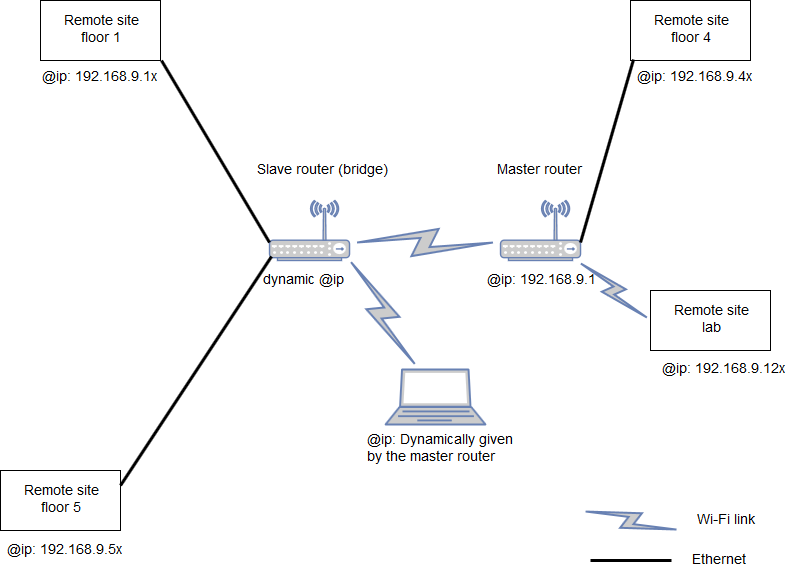 Remote site
floor 1
@ip: 192.168.9.1x
Remote site
floor 4
@ip: 192.168.9.4x
Slave router (bridge)
Master router
dynamic @ip
@ip: 192.168.9.1
Remote site
lab
@ip: 192.168.9.12x
@ip: Dynamically given
by the master router
Remote site
floor 5
@ip: 192.168.9.5x
Wi-Fi link
Ethernet